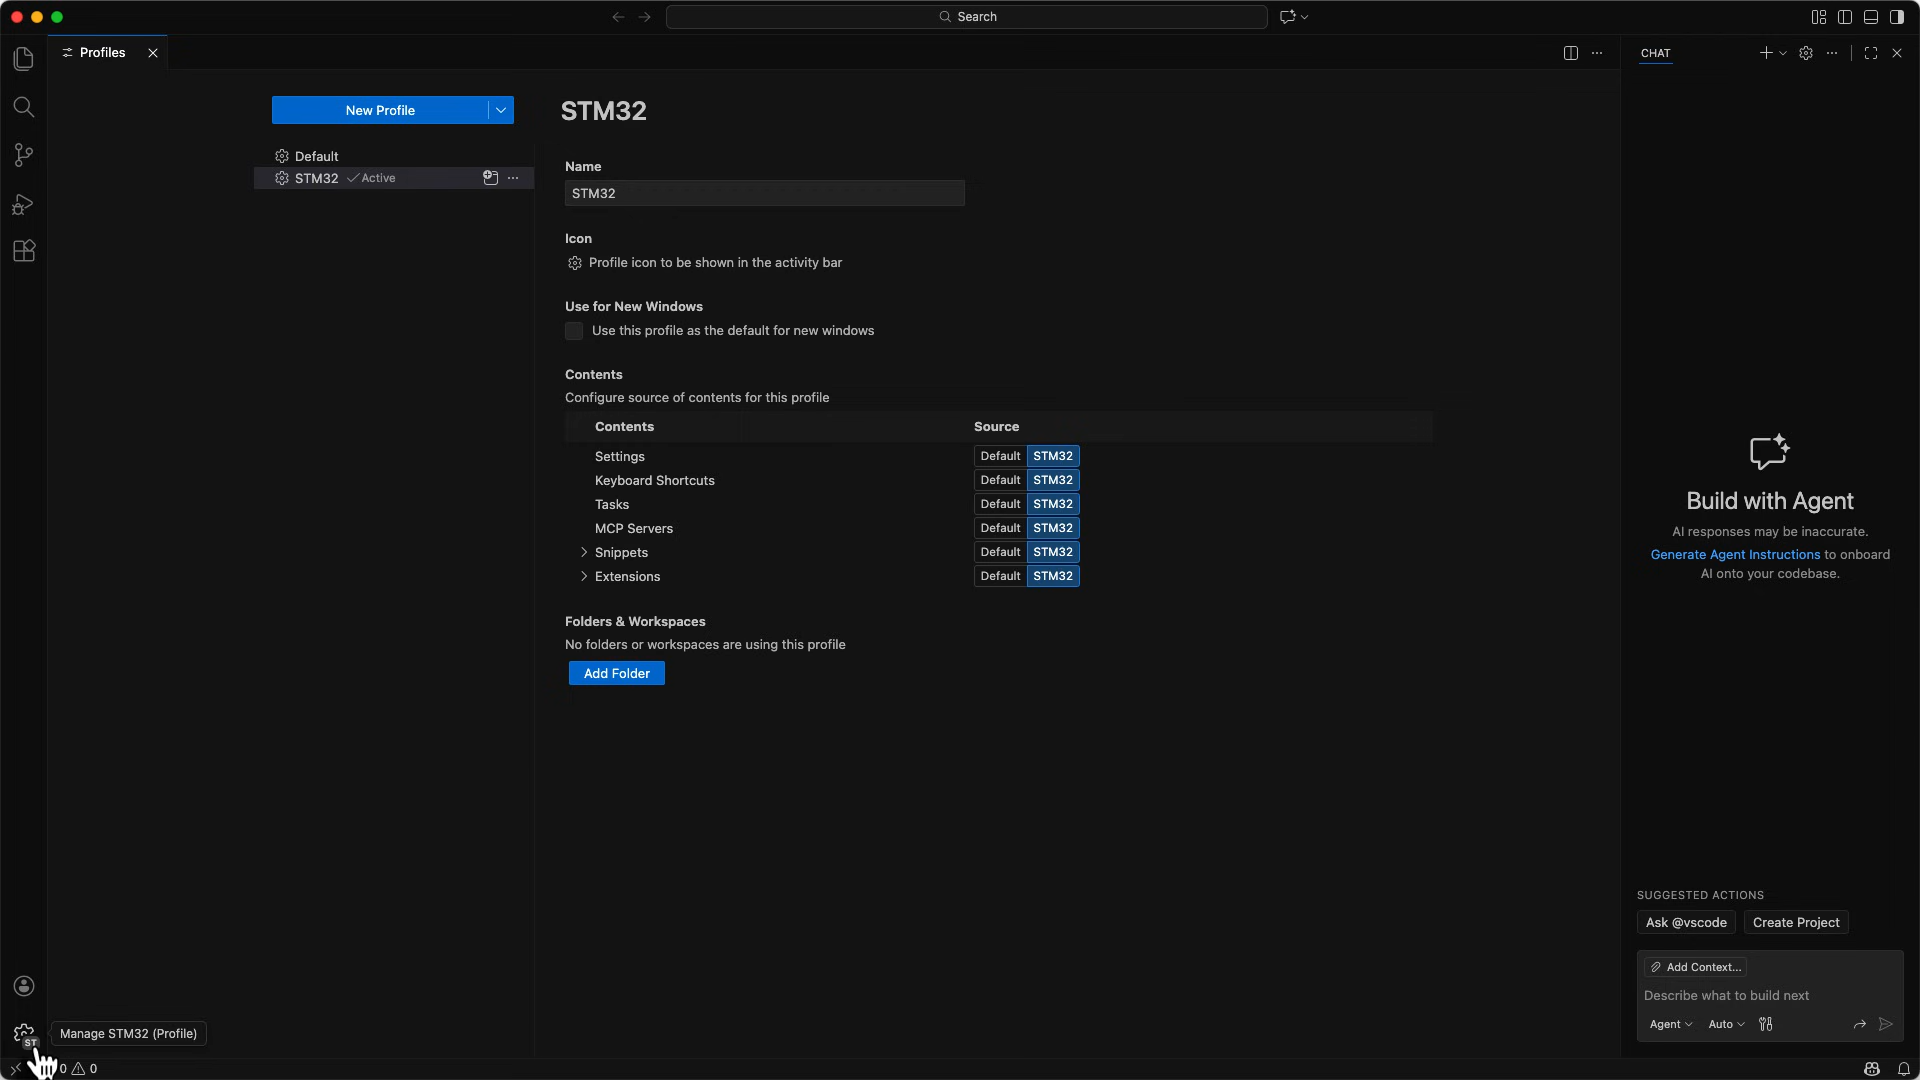 Search
Profiles
CHAT
New Profile
STM32
Default
STM32 Active
Name
STM32
Icon
Profile icon to be shown in the activity bar
Use for New Windows
Use this profile as the default for new windows
Contents
Configure source of contents for this profile
Contents Source
Settings Default STM32
Keyboard Shortcuts Default STM32
Tasks Default STM32
MCP Servers Default STM32
Snippets Default STM32
Extensions Default STM32
Folders & Workspaces
No folders or workspaces are using this profile
Add Folder
Build with Agent
AI responses may be inaccurate.
Generate Agent Instructions to onboard
AI onto your codebase.
SUGGESTED ACTIONS
Ask @vscode Create Project
Add Context...
Describe what to build next
Agent Auto
ST
Manage STM32 (Profile)
0 0